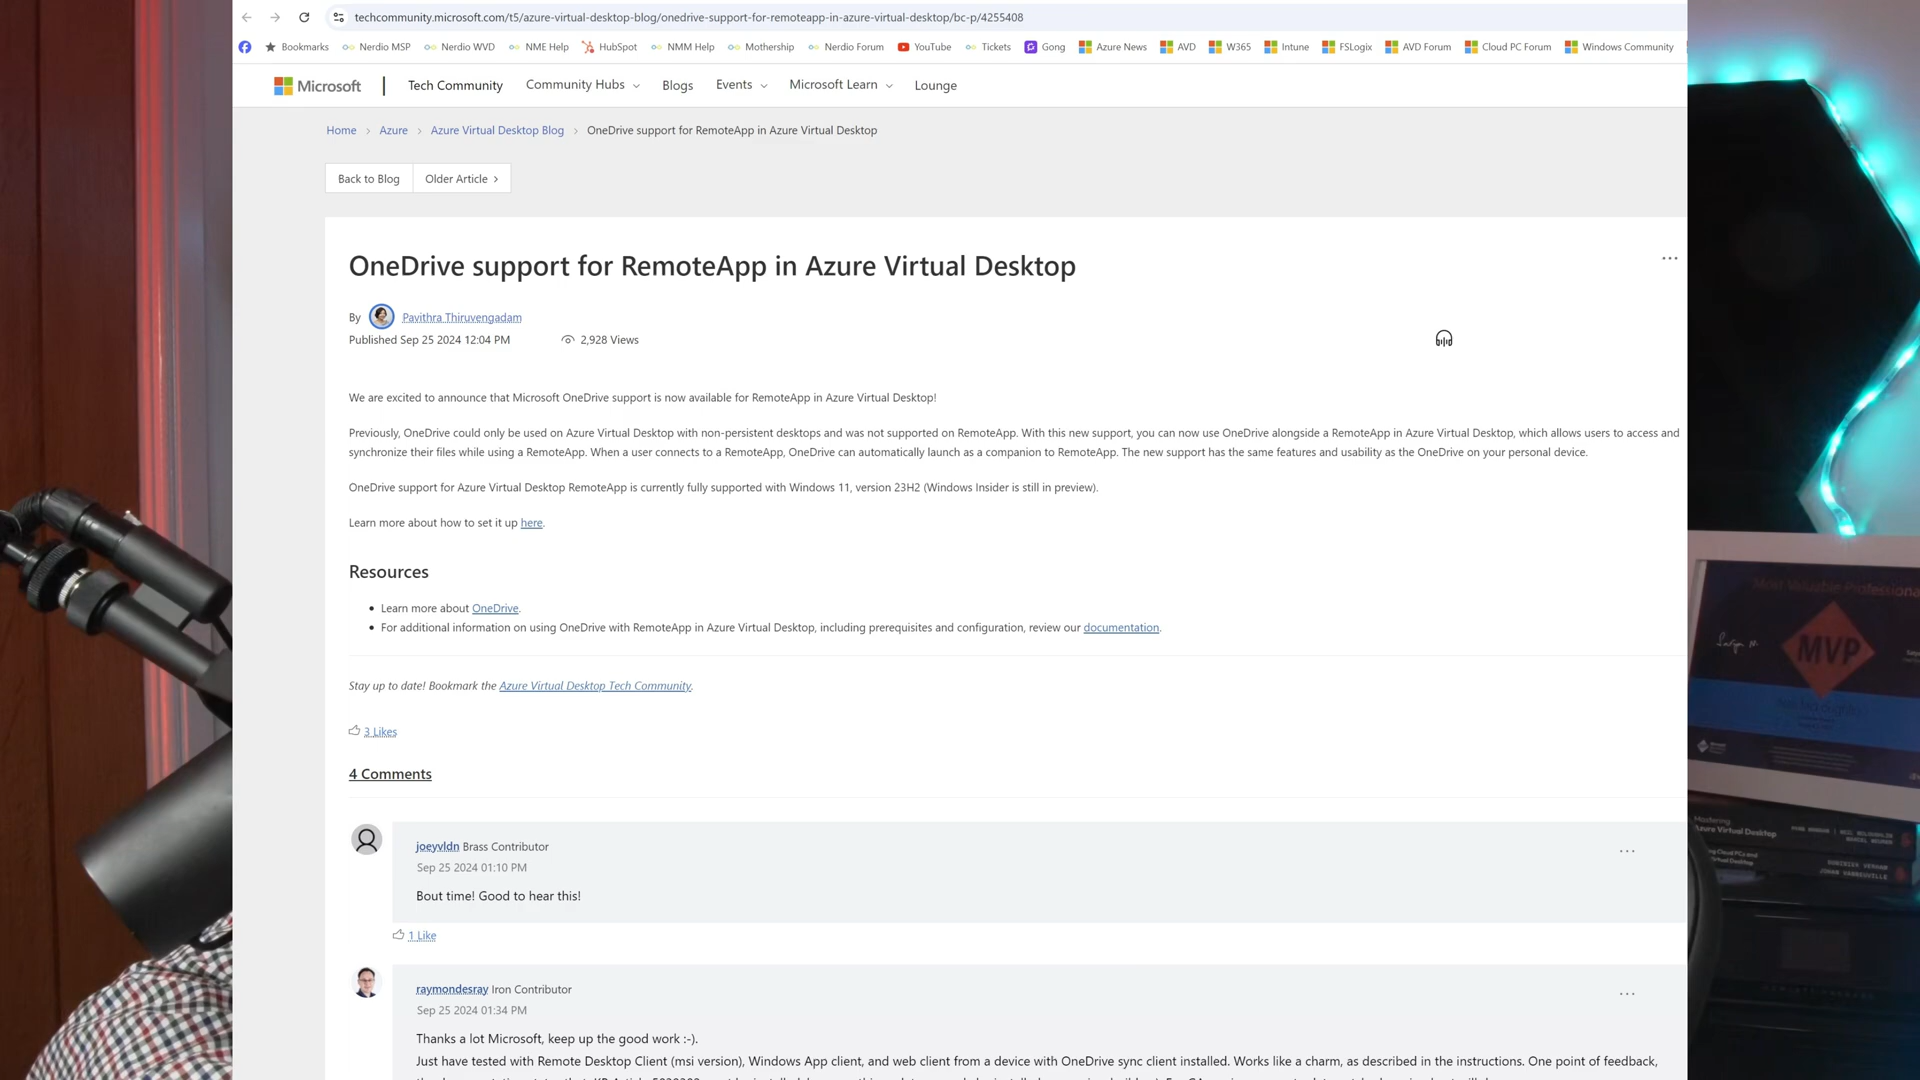 techcommunity.microsoft.com/t5/azure-virtual-desktop-blog/onedrive-support-for-remoteapp-in-azure-virtual-desktop/bc-p/4255408
Bookmarks Nerdio MSP Nerdio WVD NME Help HubSpot NMM Help Mothership Nerdio Forum YouTube Tickets Gong Azure News AVD W365 Intune FSLogix AVD Forum Cloud PC Forum Windows Community
Microsoft Tech Community Community Hubs Blogs Events Microsoft Learn Lounge
Home > Azure > Azure Virtual Desktop Blog > OneDrive support for RemoteApp in Azure Virtual Desktop
Back to Blog Older Article >
OneDrive support for RemoteApp in Azure Virtual Desktop
By Pavithra Thiruvengadam
Published Sep 25 2024 12:04 PM 2,928 Views
We are excited to announce that Microsoft OneDrive support is now available for RemoteApp in Azure Virtual Desktop!
Previously, OneDrive could only be used on Azure Virtual Desktop with non-persistent desktops and was not supported on RemoteApp. With this new support, you can now use OneDrive alongside a RemoteApp in Azure Virtual Desktop, which allows users to access and
synchronize their files while using a RemoteApp. When a user connects to a RemoteApp, OneDrive can automatically launch as a companion to RemoteApp. The new support has the same features and usability as the OneDrive on your personal device.
OneDrive support for Azure Virtual Desktop RemoteApp is currently fully supported with Windows 11, version 23H2 (Windows Insider is still in preview).
Learn more about how to set it up here.
Resources
• Learn more about OneDrive.
• For additional information on using OneDrive with RemoteApp in Azure Virtual Desktop, including prerequisites and configuration, review our documentation.
Stay up to date! Bookmark the Azure Virtual Desktop Tech Community.
3 Likes
4 Comments
joeyvldn Brass Contributor
Sep 25 2024 01:10 PM
Bout time! Good to hear this!
1 Like
raymondesray Iron Contributor
Sep 25 2024 01:34 PM
Thanks a lot Microsoft, keep up the good work :-).
Just have tested with Remote Desktop Client (msi version), Windows App client, and web client from a device with OneDrive sync client installed. Works like a charm, as described in the instructions. One point of feedback,
Most Valuable Professional
MVP
Mastering
Azure Virtual Desktop